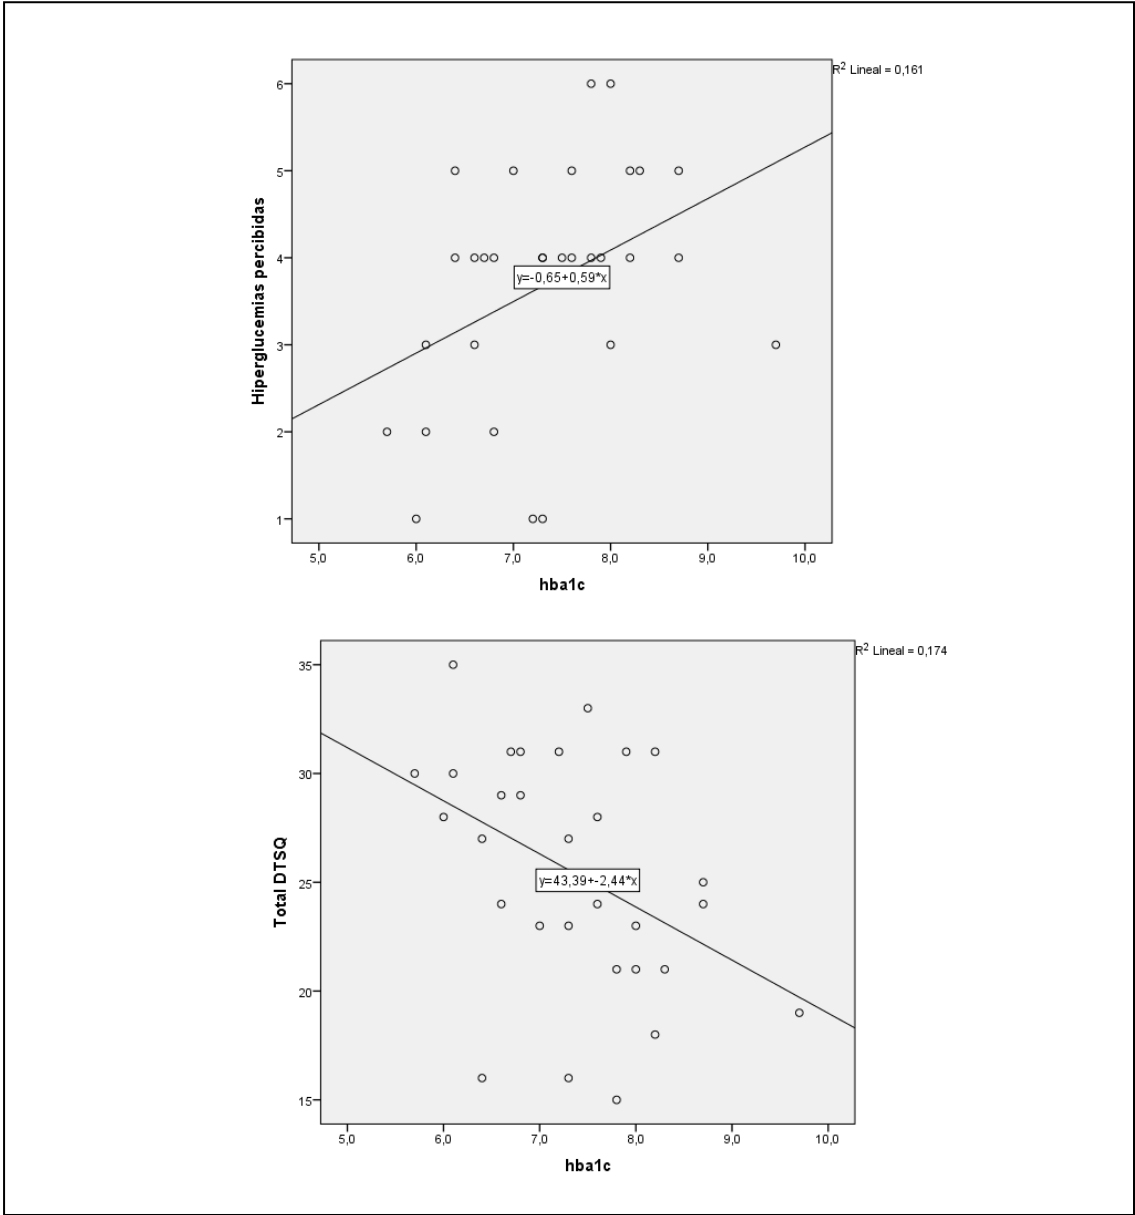 R2 Lineal = 0,161
6
5
4
3
2
1
Hiperglucemias percibidas
y=-0,65+0,59*x
5,0 6,0 7,0 8,0 9,0 10,0
hba1c
R2 Lineal = 0,174
35
30
25
20
15
Total DTSQ
y=43,39+-2,44*x
5,0 6,0 7,0 8,0 9,0 10,0
hba1c